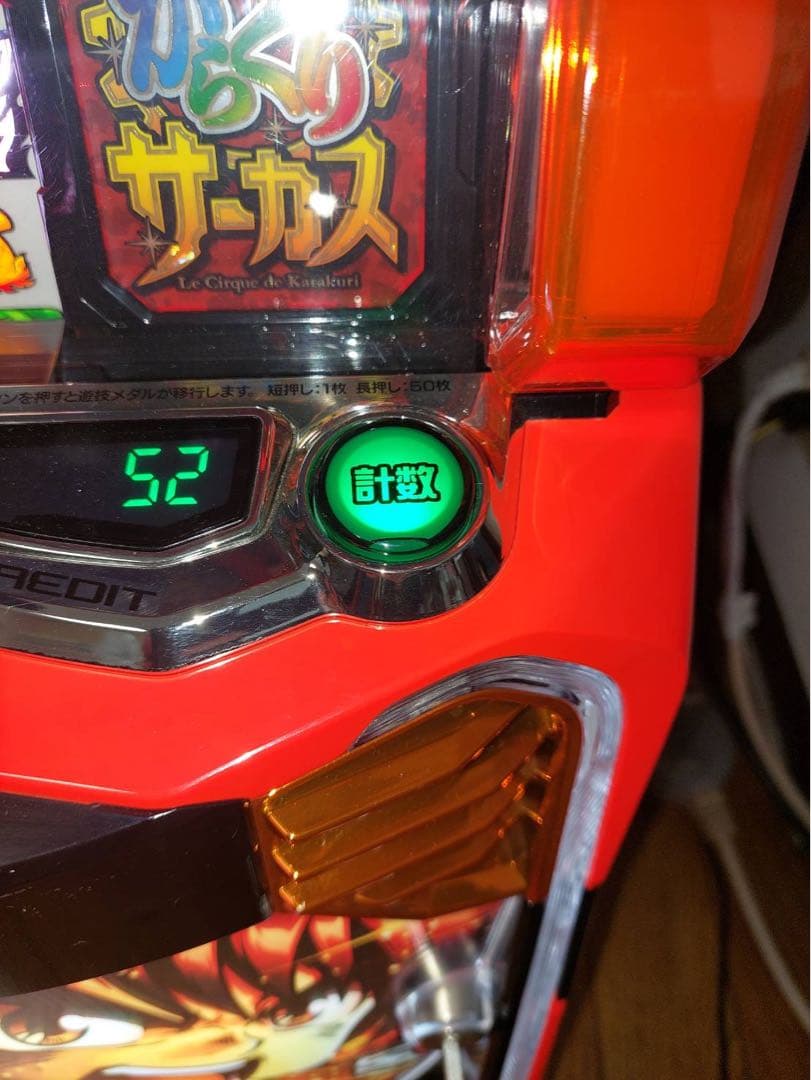 からくり
サーカス
Le Cirque de Karakuri
ンを押すと遊技メダルが移行します。 短押し:1枚 長押し:50枚
52
計数
REDIT